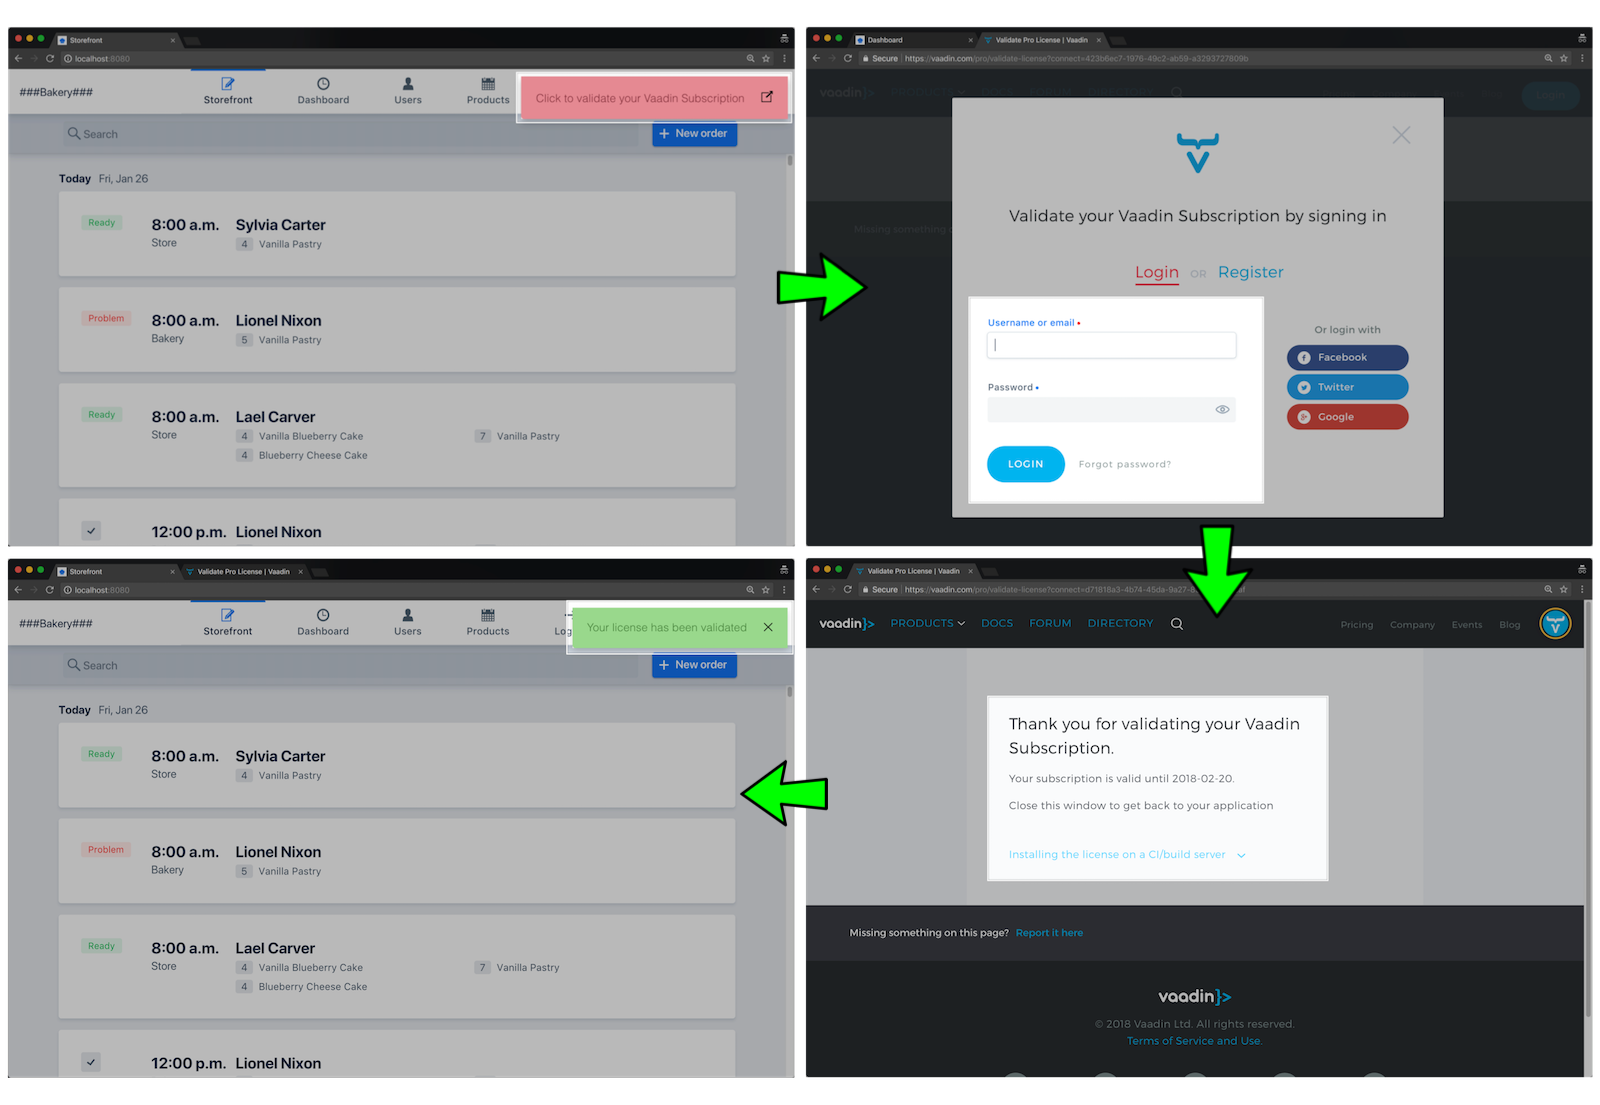 Storefront
localhost:8080
###Bakery###
Storefront
Dashboard
Users
Products
Click to validate your Vaadin Subscription
Search
+ New order
Today Fri, Jan 26
Ready
8:00 a.m. Sylvia Carter
Store
4 Vanilla Pastry
Problem
8:00 a.m. Lionel Nixon
Bakery
5 Vanilla Pastry
Ready
8:00 a.m. Lael Carver
Store
4 Vanilla Blueberry Cake
7 Vanilla Pastry
4 Blueberry Cheese Cake
12:00 p.m. Lionel Nixon
Dashboard
Validate Pro License | Vaadin
Secure https://vaadin.com/pro/validate-license?connect=423b6ec7-1976-49c2-ab59-a3293727809b
vaadin}>
PRODUCTS
DOCS
FORUM
DIRECTORY
Missing something
Validate your Vaadin Subscription by signing in
Login OR Register
Username or email
Password
LOGIN
Forgot password?
Or login with
Facebook
Twitter
Google
Storefront
Validate Pro License | Vaadin
localhost:8080
###Bakery###
Storefront
Dashboard
Users
Products
Log
Your license has been validated
Search
+ New order
Today Fri, Jan 26
Ready
8:00 a.m. Sylvia Carter
Store
4 Vanilla Pastry
Problem
8:00 a.m. Lionel Nixon
Bakery
5 Vanilla Pastry
Ready
8:00 a.m. Lael Carver
Store
4 Vanilla Blueberry Cake
7 Vanilla Pastry
4 Blueberry Cheese Cake
12:00 p.m. Lionel Nixon
Validate Pro License | Vaadin
Secure https://vaadin.com/pro/validate-license?connect=d71818a3-4b74-45da-9a27-
vaadin}>
PRODUCTS
DOCS
FORUM
DIRECTORY
Pricing
Company
Events
Blog
Thank you for validating your Vaadin
Subscription.
Your subscription is valid until 2018-02-20.
Close this window to get back to your application
Installing the license on a CI/build server
Missing something on this page? Report it here
vaadin}>
© 2018 Vaadin Ltd. All rights reserved.
Terms of Service and Use.